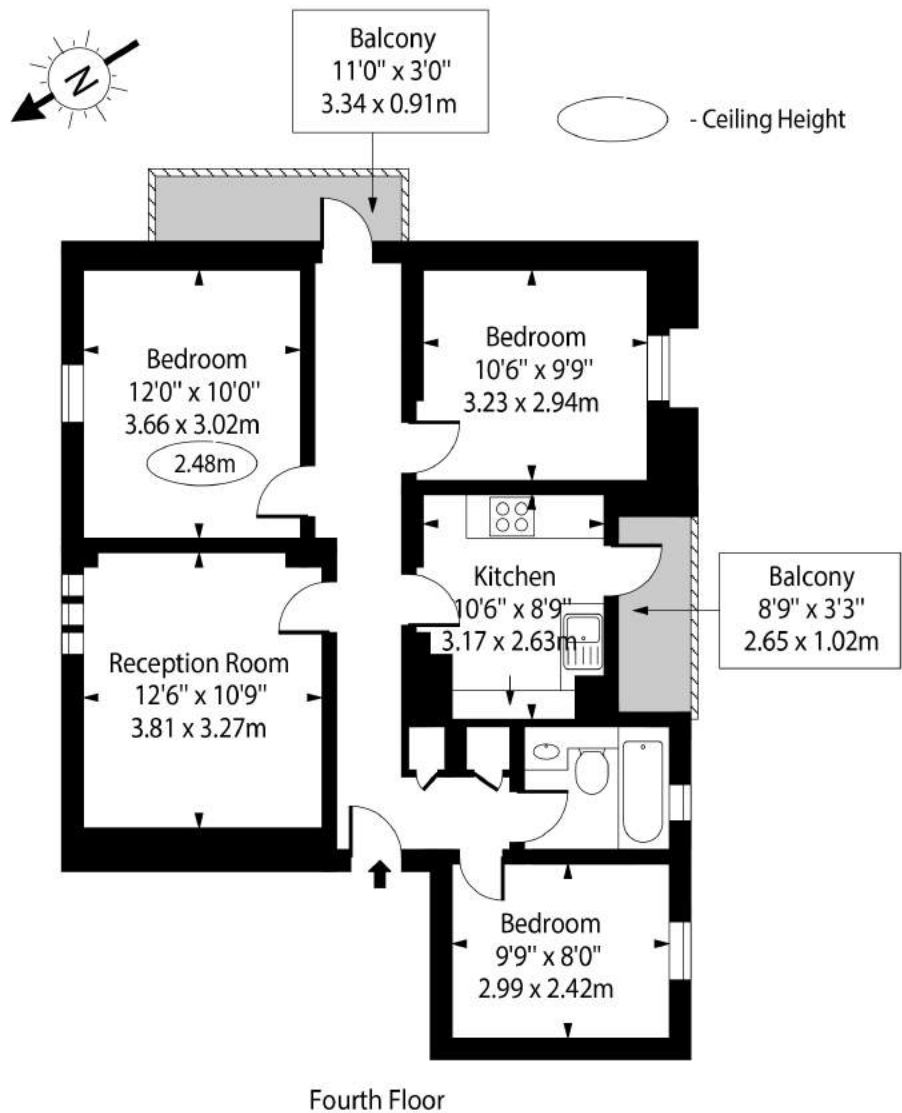 Balcony
11'0" x 3'0"
3.34 x 0.91m
N
- Ceiling Height
Bedroom
12'0" x 10'0"
3.66 x 3.02m
2.48m
Bedroom
10'6" x 9'9"
3.23 x 2.94m
Kitchen
10'6" x 8'9"
3.17 x 2.63m
Balcony
8'9" x 3'3"
2.65 x 1.02m
Reception Room
12'6" x 10'9"
3.81 x 3.27m
Bedroom
9'9" x 8'0"
2.99 x 2.42m
Fourth Floor